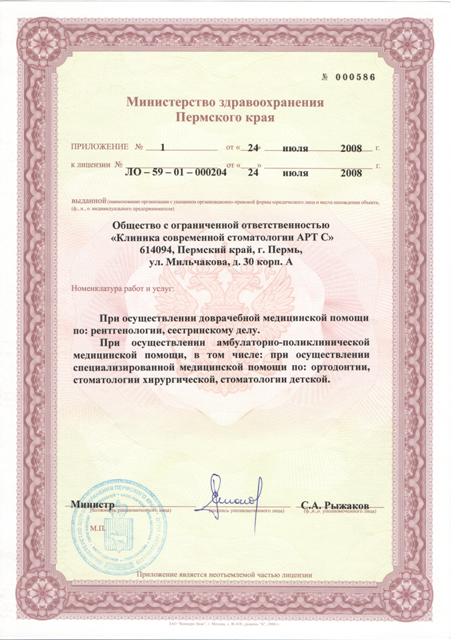 № 000586
Министерство здравоохранения
Пермского края
ПРИЛОЖЕНИЕ № 1 от « 24 » июля 2008 г.
к лицензии № ЛО – 59 – 01 – 000204 от « 24 » июля 2008 г.
выданной (наименование организации с указанием организационно-правовой формы юридического лица и места нахождения объекта,
(ф., и., о. индивидуального предпринимателя)
Общество с ограниченной ответственностью
«Клиника современной стоматологии АРТ С»
614094, Пермский край, г. Пермь,
ул. Мильчакова, д. 30 корп. А
Номенклатура работ и услуг:
При осуществлении доврачебной медицинской помощи
по: рентгенологии, сестринскому делу.
При осуществлении амбулаторно-поликлинической
медицинской помощи, в том числе: при осуществлении
специализированной медицинской помощи по: ортодонтии,
стоматологии хирургической, стоматологии детской.
Министр С.А. Рыжаков
(должность уполномоченного лица) (подпись уполномоченного лица) (ф.,и.,о. уполномоченного лица)
М.П.
Приложение является неотъемлемой частью лицензии